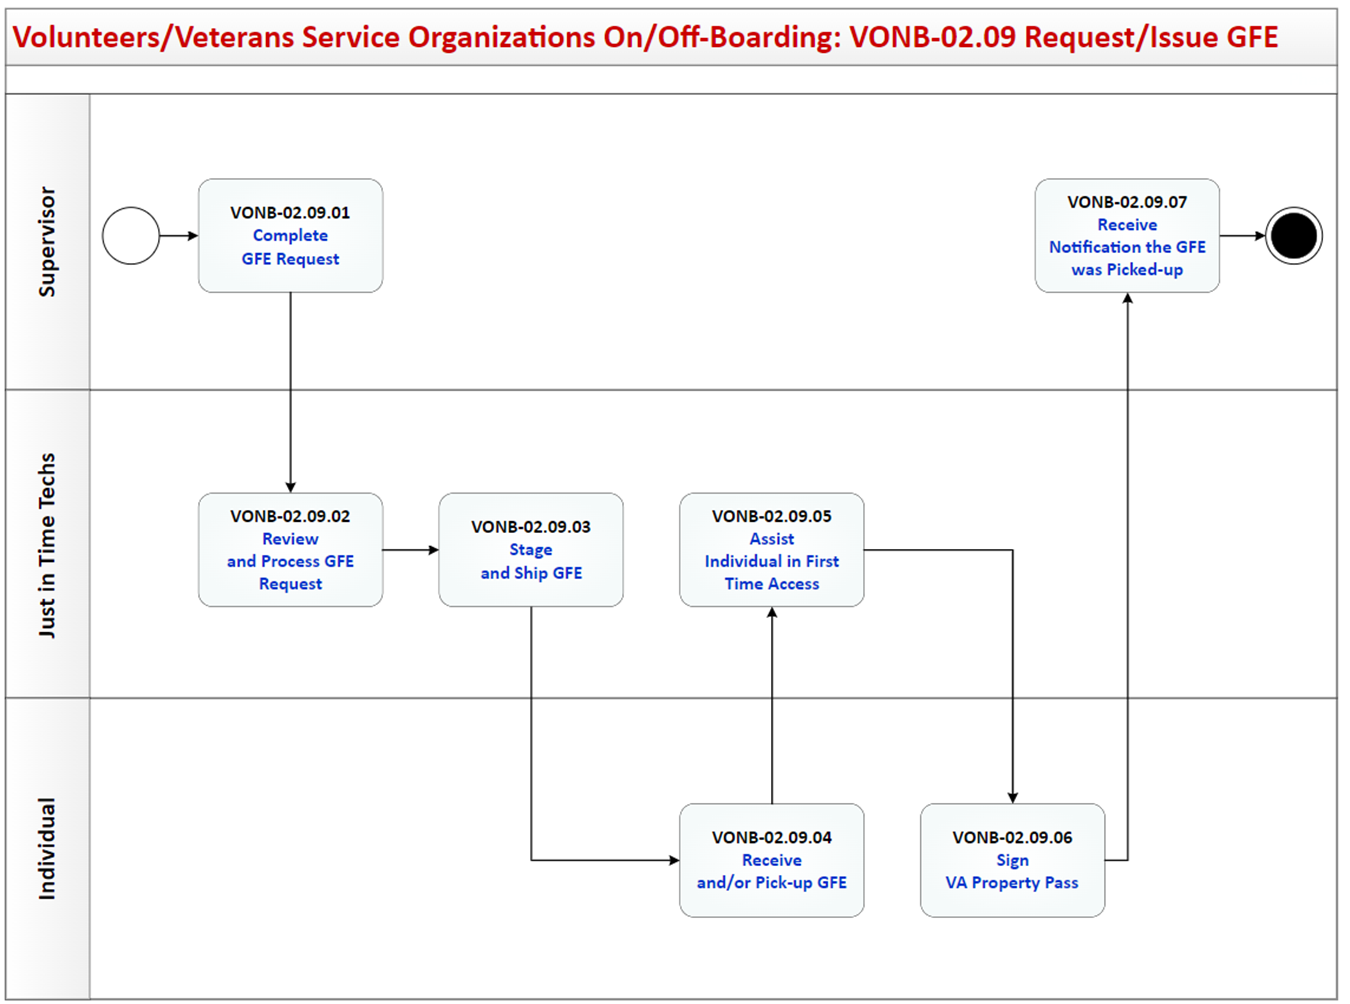 Volunteers/Veterans Service Organizations On/Off-Boarding: VONB-02.09 Request/Issue GFE
Supervisor
VONB-02.09.01
Complete
GFE Request
VONB-02.09.07
Receive
Notification the GFE
was Picked-up
Just in Time Techs
VONB-02.09.02
Review
and Process GFE
Request
VONB-02.09.03
Stage
and Ship GFE
VONB-02.09.05
Assist
Individual in First
Time Access
Individual
VONB-02.09.04
Receive
and/or Pick-up GFE
VONB-02.09.06
Sign
VA Property Pass